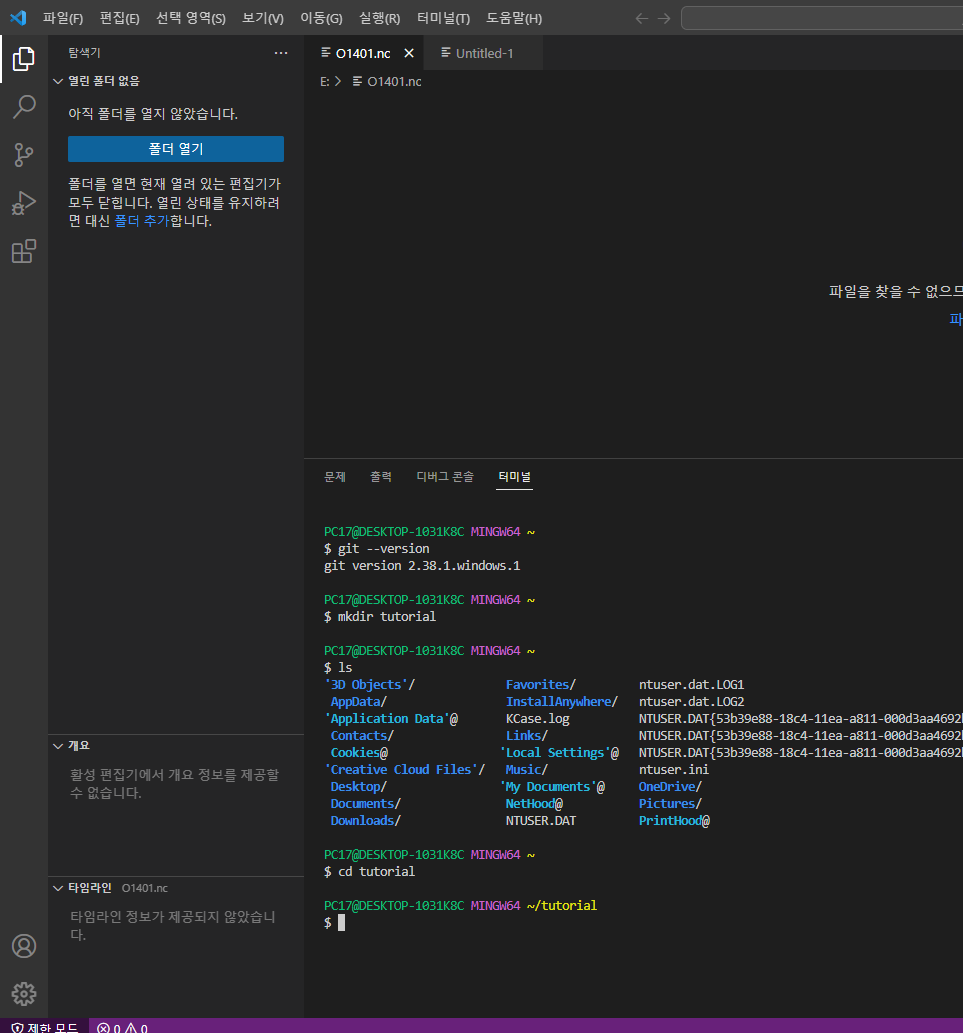 파일(F) 편집(E) 선택 영역(S) 보기(V) 이동(G) 실행(R) 터미널(T) 도움말(H)
탐색기
열린 폴더 없음
아직 폴더를 열지 않았습니다.
폴더 열기
폴더를 열면 현재 열려 있는 편집기가
모두 닫힙니다. 열린 상태를 유지하려
면 대신 폴더 추가합니다.
개요
활성 편집기에서 개요 정보를 제공할
수 없습니다.
타임라인 O1401.nc
타임라인 정보가 제공되지 않았습니
다.
O1401.nc Untitled-1
E: > O1401.nc
파일을 찾을 수 없으므
파
문제 출력 디버그 콘솔 터미널
PC17@DESKTOP-1031K8C MINGW64 ~
$ git --version
git version 2.38.1.windows.1
PC17@DESKTOP-1031K8C MINGW64 ~
$ mkdir tutorial
PC17@DESKTOP-1031K8C MINGW64 ~
$ ls
'3D Objects'/ Favorites/ ntuser.dat.LOG1
AppData/ InstallAnywhere/ ntuser.dat.LOG2
'Application Data'@ KCase.log NTUSER.DAT{53b39e88-18c4-11ea-a811-000d3aa4692
Contacts/ Links/ NTUSER.DAT{53b39e88-18c4-11ea-a811-000d3aa4692
Cookies@ 'Local Settings'@ NTUSER.DAT{53b39e88-18c4-11ea-a811-000d3aa4692
'Creative Cloud Files'/ Music/ ntuser.ini
Desktop/ 'My Documents'@ OneDrive/
Documents/ NetHood@ Pictures/
Downloads/ NTUSER.DAT PrintHood@
PC17@DESKTOP-1031K8C MINGW64 ~
$ cd tutorial
PC17@DESKTOP-1031K8C MINGW64 ~/tutorial
$
제한 모드 0 0